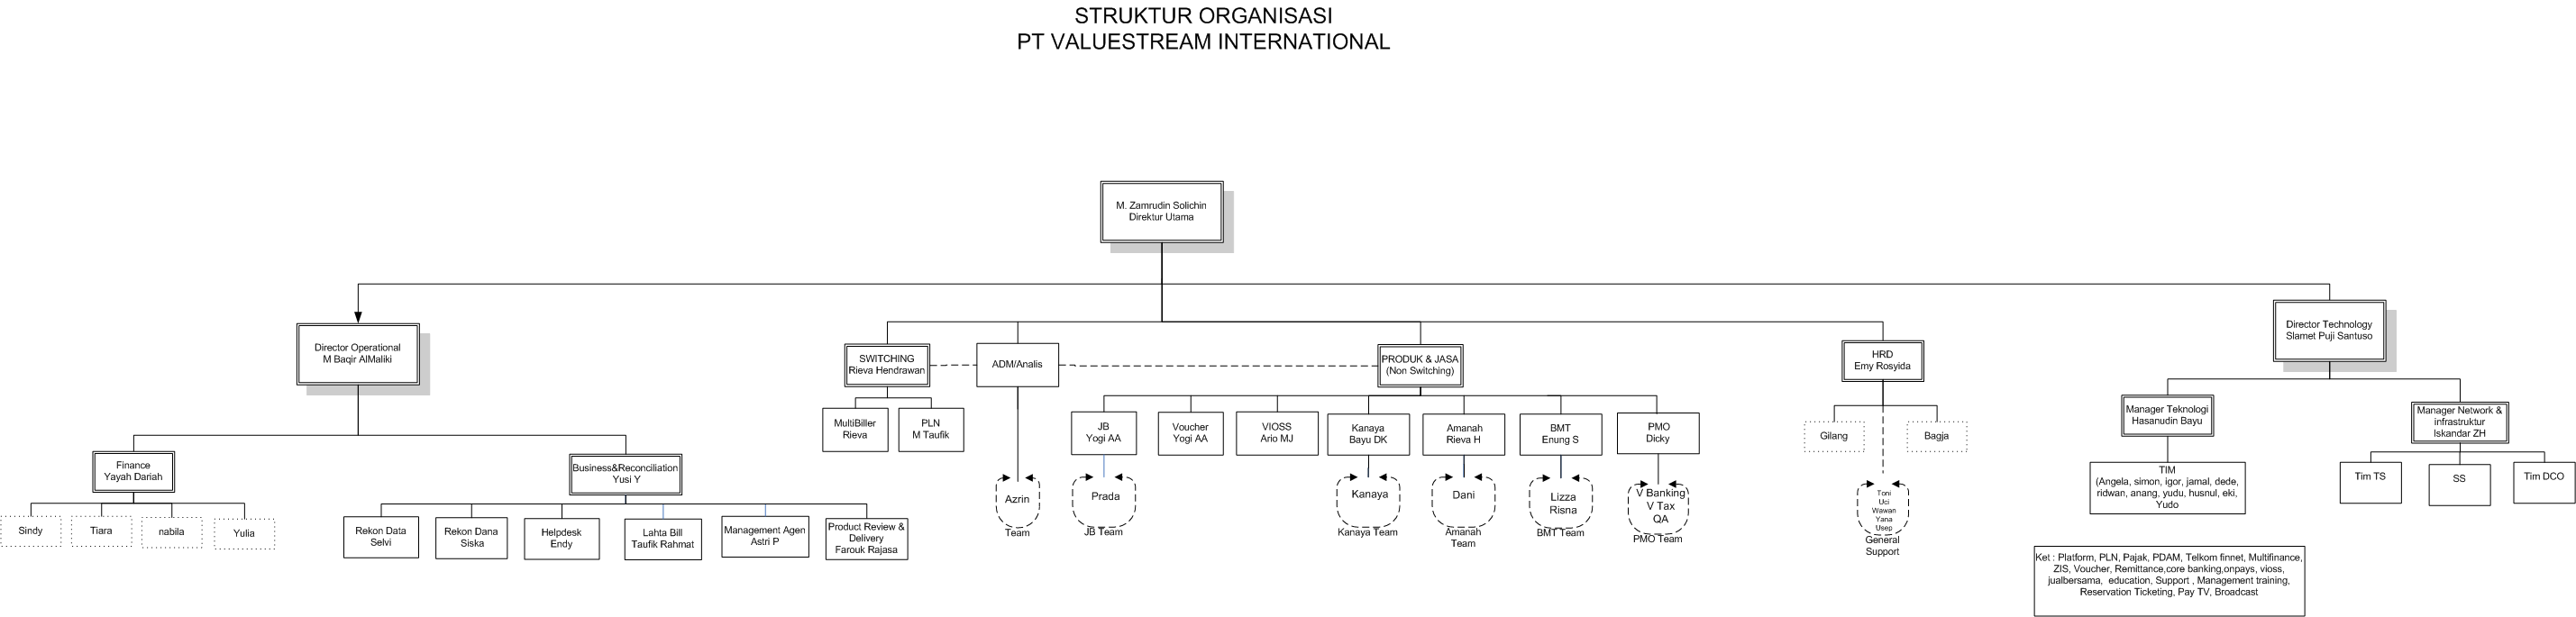 STRUKTUR ORGANISASI
PT VALUESTREAM INTERNATIONAL
M. Zamrudin Solichin
Direktur Utama
Director Operational
M Baqir AlMaliki
SWITCHING
Rieva Hendrawan
ADM/Analis
PRODUK & JASA
(Non Switching)
HRD
Emy Rosyida
Director Technology
Slamet Puji Santuso
Finance
Yayah Dariah
Business&Reconciliation
Yusi Y
Sindy
Tiara
nabila
Yulia
Rekon Data
Selvi
Rekon Dana
Siska
Helpdesk
Endy
Lahta Bill
Taufik Rahmat
Management Agen
Astri P
Product Review &
Delivery
Farouk Rajasa
MultiBiller
Rieva
PLN
M Taufik
Azrin
Team
JB
Yogi AA
Voucher
Yogi AA
VIOSS
Ario MJ
Kanaya
Bayu DK
Amanah
Rieva H
BMT
Enung S
PMO
Dicky
Prada
JB Team
Kanaya
Kanaya Team
Dani
Amanah
Team
Lizza
Risna
BMT Team
V Banking
V Tax
QA
PMO Team
Gilang
Bagja
Toni
Uci
Wawan
Yana
Usep
General
Support
Manager Teknologi
Hasanudin Bayu
Manager Network &
infrastruktur
Iskandar ZH
TIM
(Angela, simon, igor, jamal, dede,
ridwan, anang, yudu, husnul, eki,
Yudo
Tim TS
SS
Tim DCO
Ket : Platform, PLN, Pajak, PDAM, Telkom finnet, Multifinance,
ZIS, Voucher, Remittance,core banking,onpays, vioss,
jualbersama,  education, Support , Management training,
Reservation Ticketing, Pay TV, Broadcast